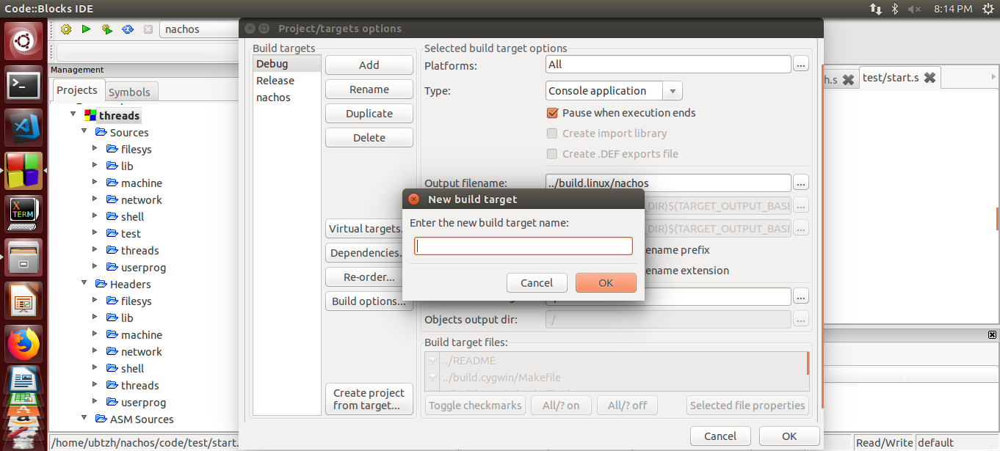 Code::Blocks IDE
8:14 PM
nachos
Project/targets options
Management
Projects
Symbols
threads
Sources
filesys
lib
machine
network
shell
test
threads
userprog
Headers
filesys
lib
machine
network
shell
threads
userprog
ASM Sources
Build targets
Debug
Release
nachos
Add
Rename
Duplicate
Delete
Virtual targets.
Dependencies.
Re-order...
Build options...
Create project
from target...
Selected build target options
Platforms:
All
...
Type:
Console application
Pause when execution ends
Create import library
Create .DEF exports file
Output filename:
../build.linux/nachos
...
_DIR)$(TARGET_OUTPUT_BASE
...
_DIR)$(TARGET_OUTPUT_BASE
...
ename prefix
ename extension
...
Objects output dir:
./
...
Build target files:
../README
../build.cygwin/Makefile
Toggle checkmarks
All/? on
All/? off
Selected file properties
Cancel
OK
New build target
Enter the new build target name:
Cancel
OK
h.s
test/start.s
X
TERM
/home/ubtzh/nachos/code/test/start.
Read/Write
default